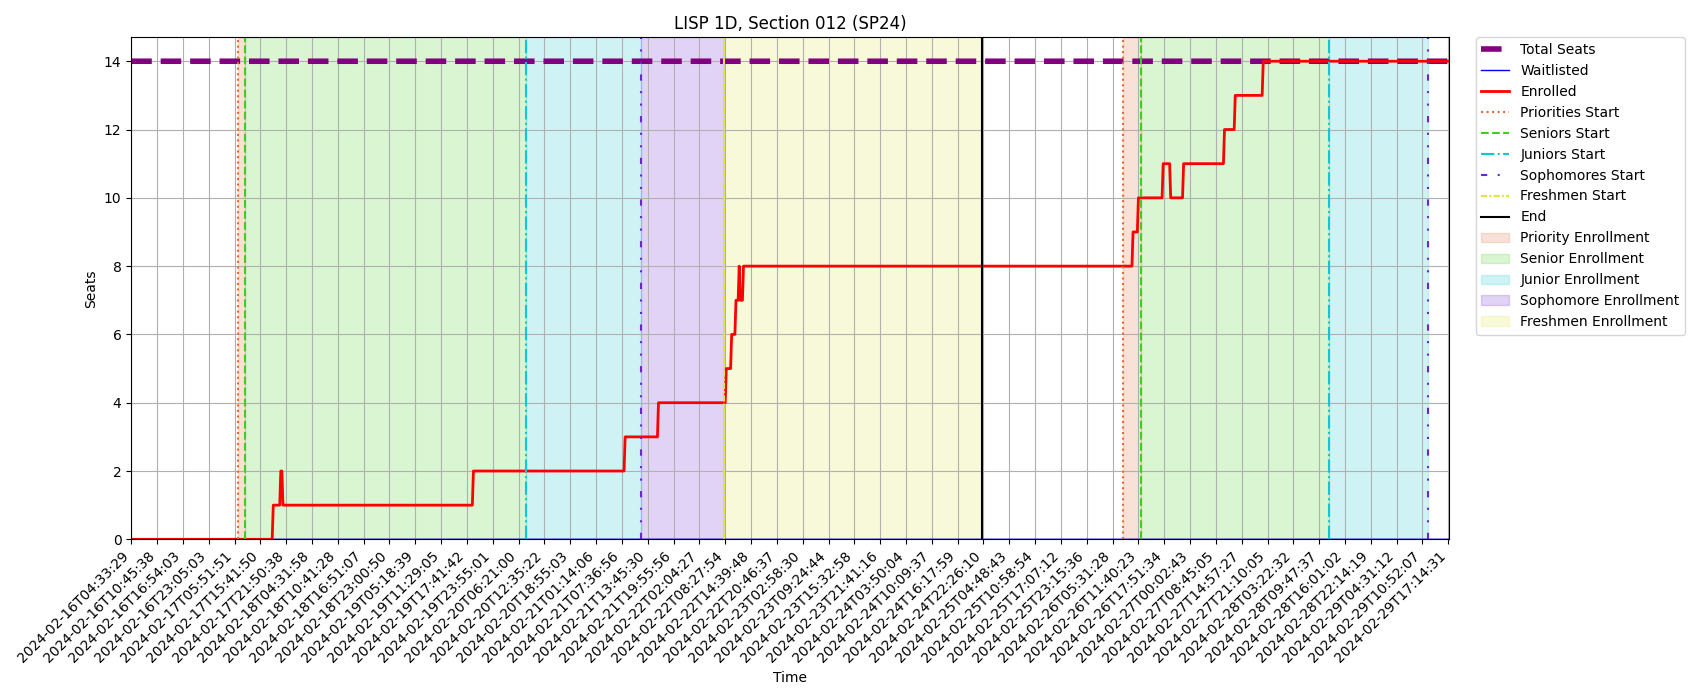 LISP 1D, Section 012 (SP24)
14
12
10
8
6
4
2
0
Seats
2024-02-16T04:33:29
2024-02-16T10:45:38
2024-02-16T16:54:03
2024-02-16T23:05:03
2024-02-17T05:51:51
2024-02-17T15:41:50
2024-02-17T21:50:38
2024-02-18T04:31:58
2024-02-18T10:41:28
2024-02-18T16:51:07
2024-02-18T23:00:50
2024-02-19T05:18:39
2024-02-19T11:29:05
2024-02-19T17:41:42
2024-02-19T23:55:01
2024-02-20T06:21:00
2024-02-20T12:35:22
2024-02-20T18:55:03
2024-02-21T01:14:06
2024-02-21T07:36:56
2024-02-21T13:45:30
2024-02-21T19:55:56
2024-02-22T02:04:27
2024-02-22T08:27:54
2024-02-22T14:39:48
2024-02-22T20:46:37
2024-02-23T02:58:30
2024-02-23T09:24:44
2024-02-23T15:32:58
2024-02-23T21:41:16
2024-02-24T03:50:04
2024-02-24T10:09:37
2024-02-24T16:17:59
2024-02-24T22:26:10
2024-02-25T04:48:43
2024-02-25T10:58:54
2024-02-25T17:07:12
2024-02-25T23:15:36
2024-02-26T05:31:28
2024-02-26T11:40:23
2024-02-26T17:51:34
2024-02-27T00:02:43
2024-02-27T08:45:05
2024-02-27T14:57:27
2024-02-27T21:10:05
2024-02-28T03:22:32
2024-02-28T09:47:37
2024-02-28T16:01:02
2024-02-28T22:14:19
2024-02-29T04:31:12
2024-02-29T10:52:07
2024-02-29T17:14:31
Time
Total Seats
Waitlisted
Enrolled
Priorities Start
Seniors Start
Juniors Start
Sophomores Start
Freshmen Start
End
Priority Enrollment
Senior Enrollment
Junior Enrollment
Sophomore Enrollment
Freshmen Enrollment